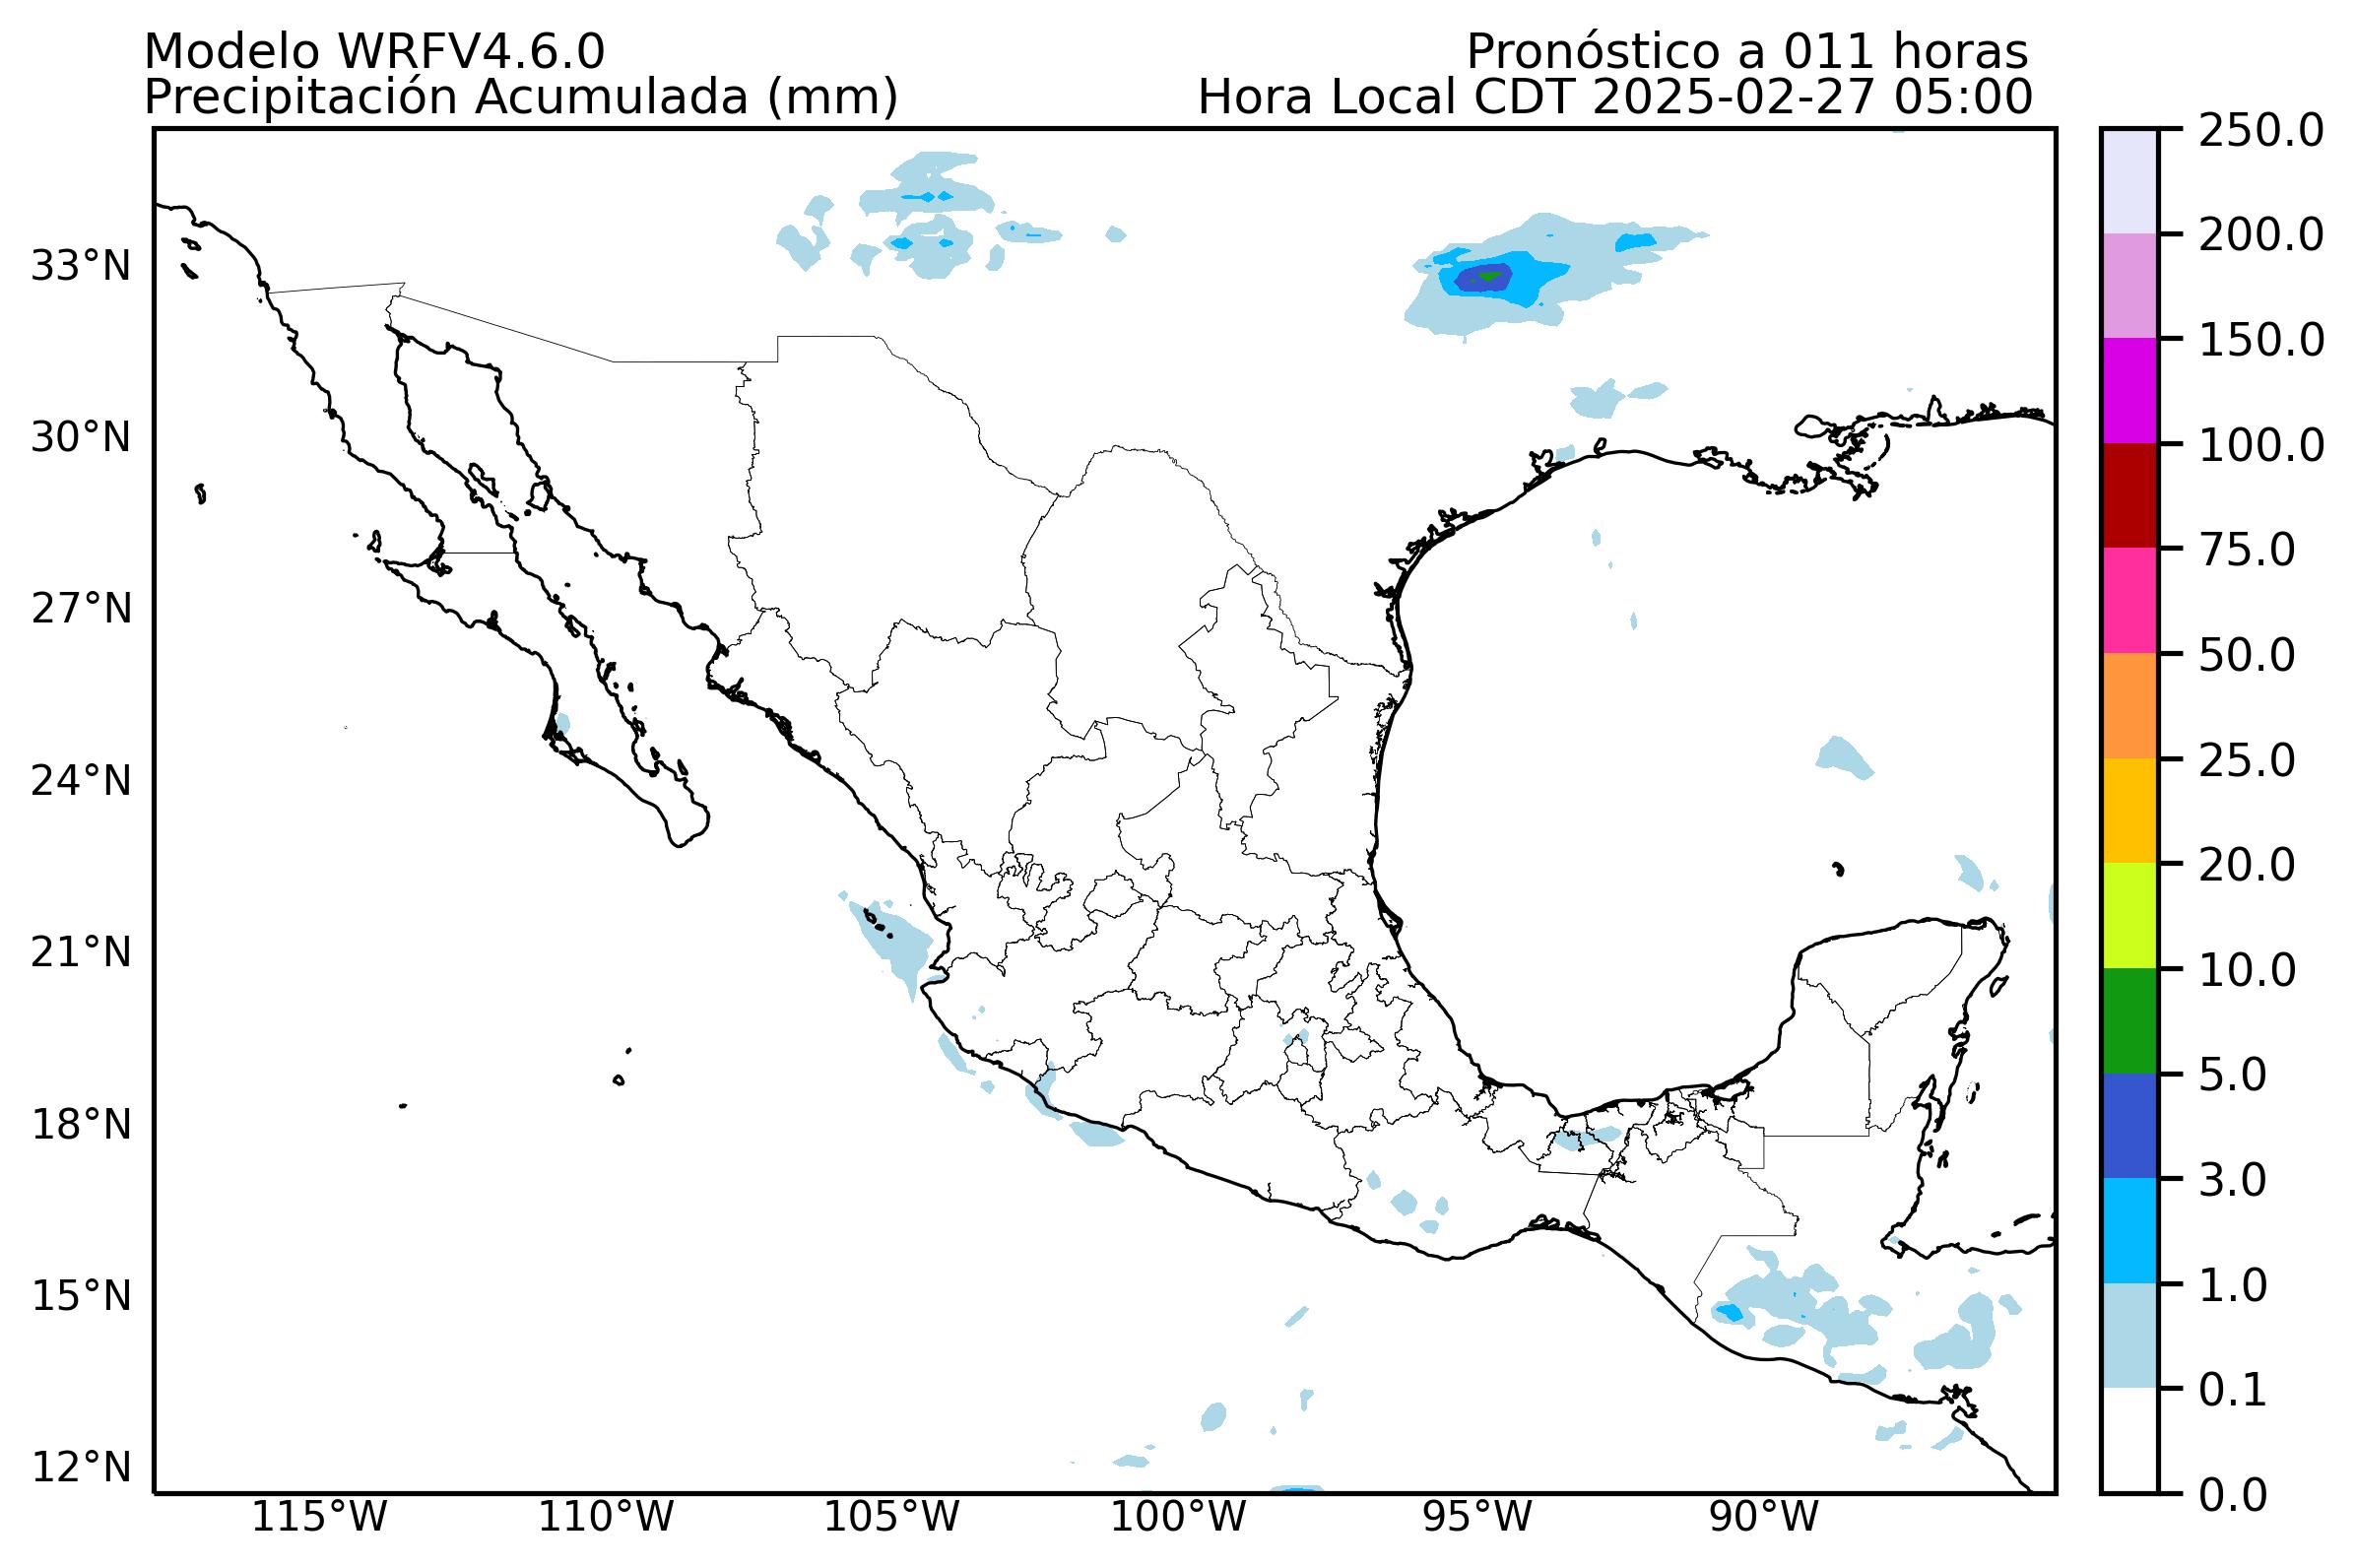 Modelo WRFV4.6.0
Pronóstico a 011 horas
Precipitación Acumulada (mm)
Hora Local CDT 2025-02-27 05:00
33°N
30°N
27°N
24°N
21°N
18°N
15°N
12°N
115°W
110°W
105°W
100°W
95°W
90°W
250.0
200.0
150.0
100.0
75.0
50.0
25.0
20.0
10.0
5.0
3.0
1.0
0.1
0.0